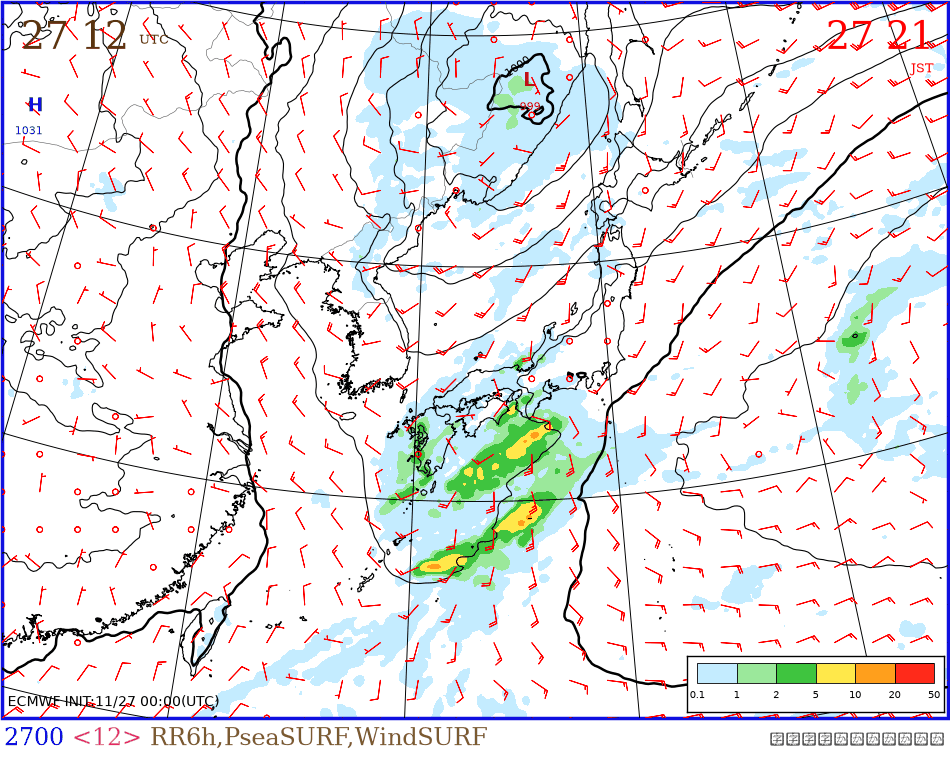 27 12 UTC
27 21 JST
1000
L
999
H
1031
ECMWF INIT:11/27 00:00(UTC)
0.1 1 2 5 10 20 50
2700 <12> RR6h,PseaSURF,WindSURF